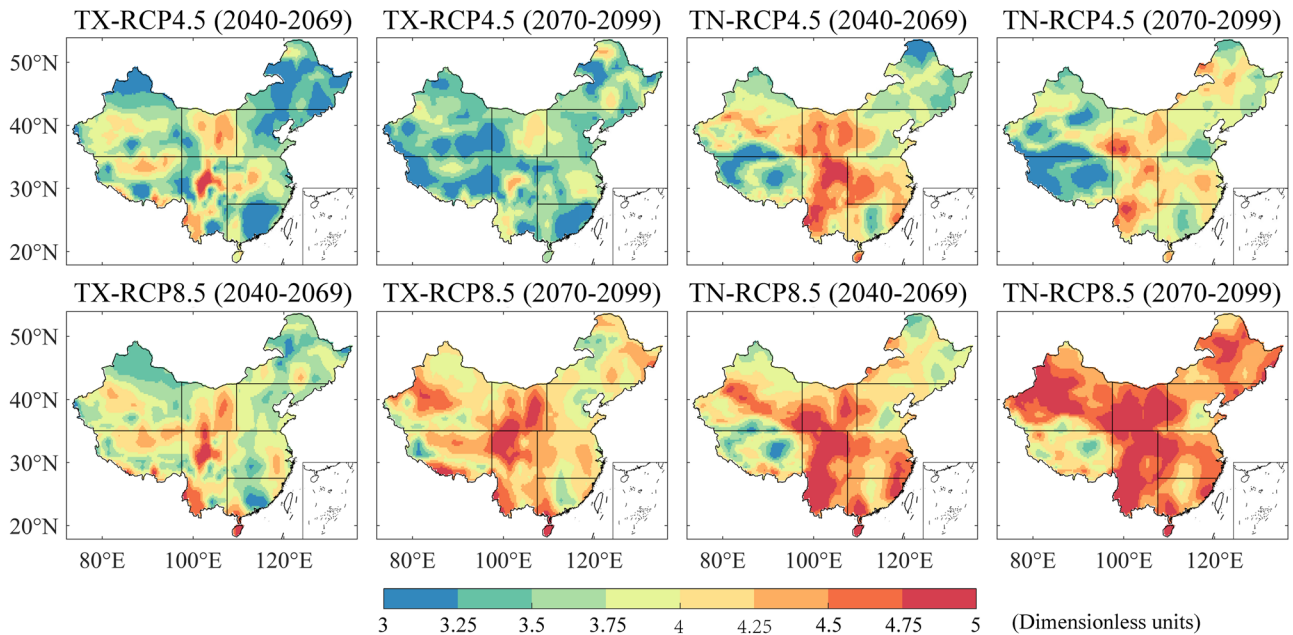 TX-RCP4.5 (2040-2069) TX-RCP4.5 (2070-2099) TN-RCP4.5 (2040-2069) TN-RCP4.5 (2070-2099)
50°N
40°N
30°N
20°N
TX-RCP8.5 (2040-2069) TX-RCP8.5 (2070-2099) TN-RCP8.5 (2040-2069) TN-RCP8.5 (2070-2099)
50°N
40°N
30°N
20°N
80°E 100°E 120°E 80°E 100°E 120°E 80°E 100°E 120°E 80°E 100°E 120°E
3 3.25 3.5 3.75 4 4.25 4.5 4.75 5 (Dimensionless units)